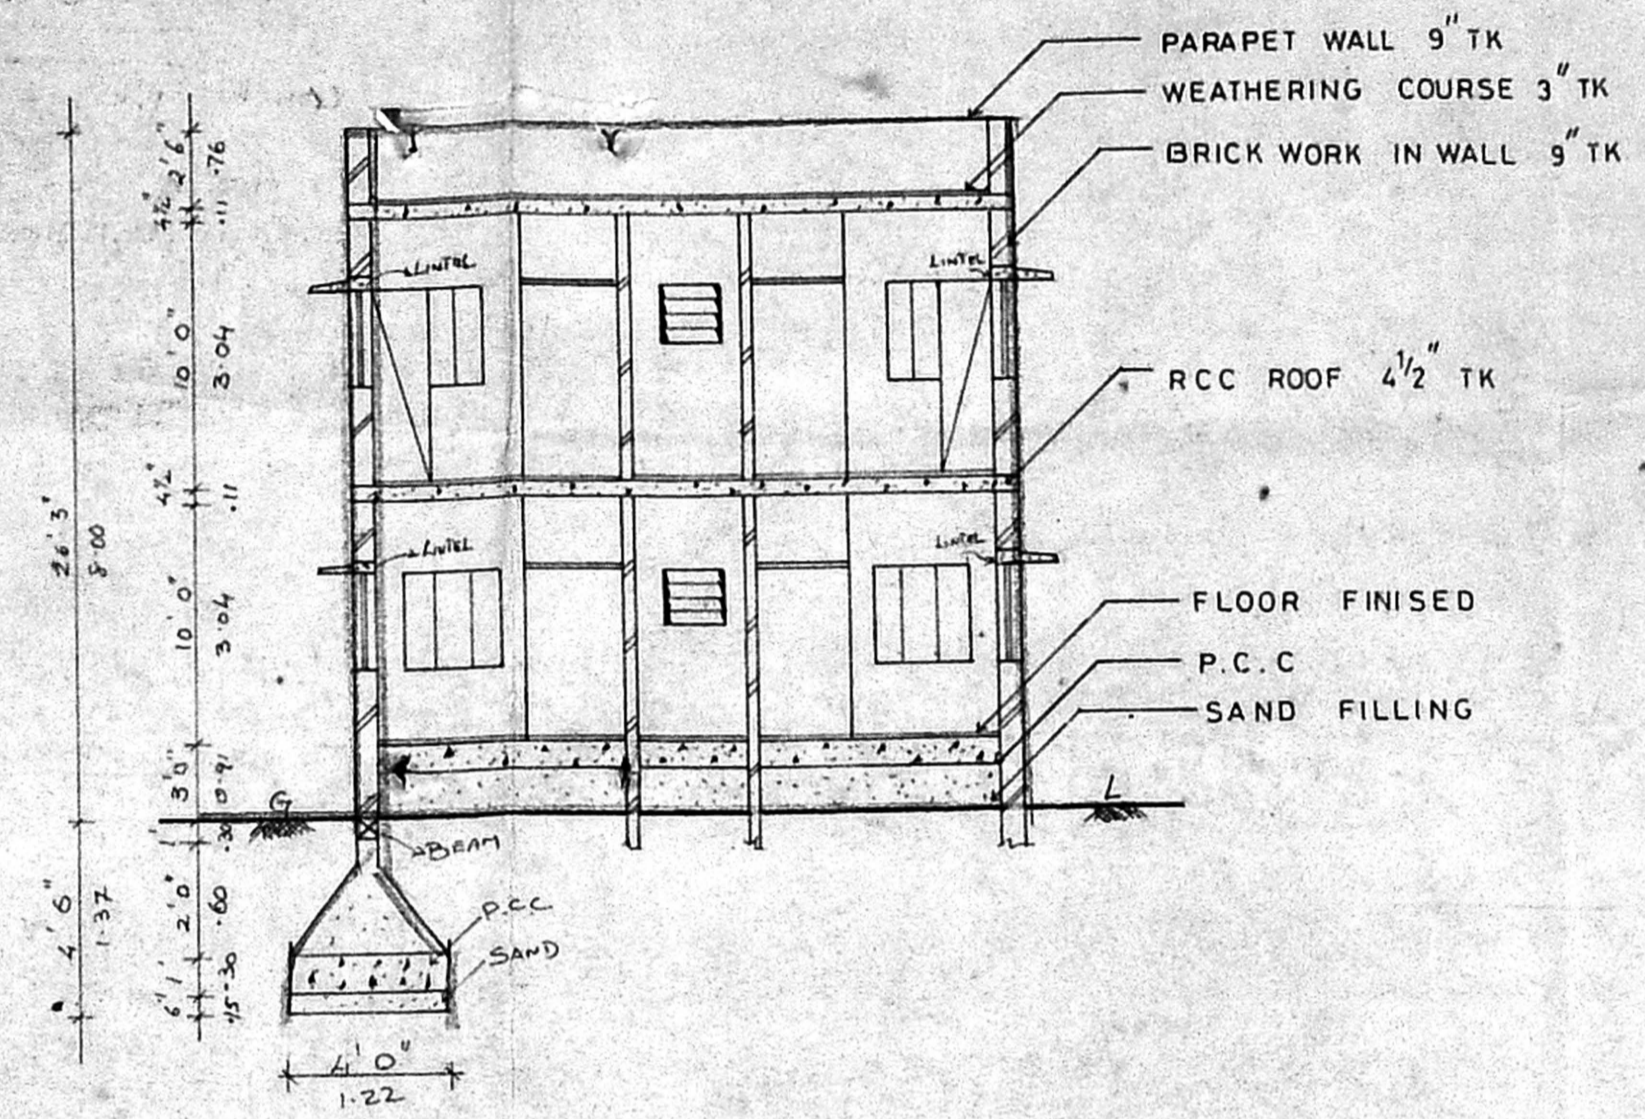 PARAPET WALL 9" TK
WEATHERING COURSE 3" TK
BRICK WORK IN WALL 9" TK
2'6"
.76
4½"
.11
LINTEL
LINTEL
10'0"
3.04
RCC ROOF 4½" TK
4½"
.11
26'3"
8.00
LINTEL
LINTEL
10'0"
3.04
FLOOR FINISED
P.C.C
SAND FILLING
3'0"
0.91
G
L
1'
.30
BEAM
4'6"
1.37
2'0"
.60
P.C.C
SAND
1'
.30
6"
.15
4'0"
1.22